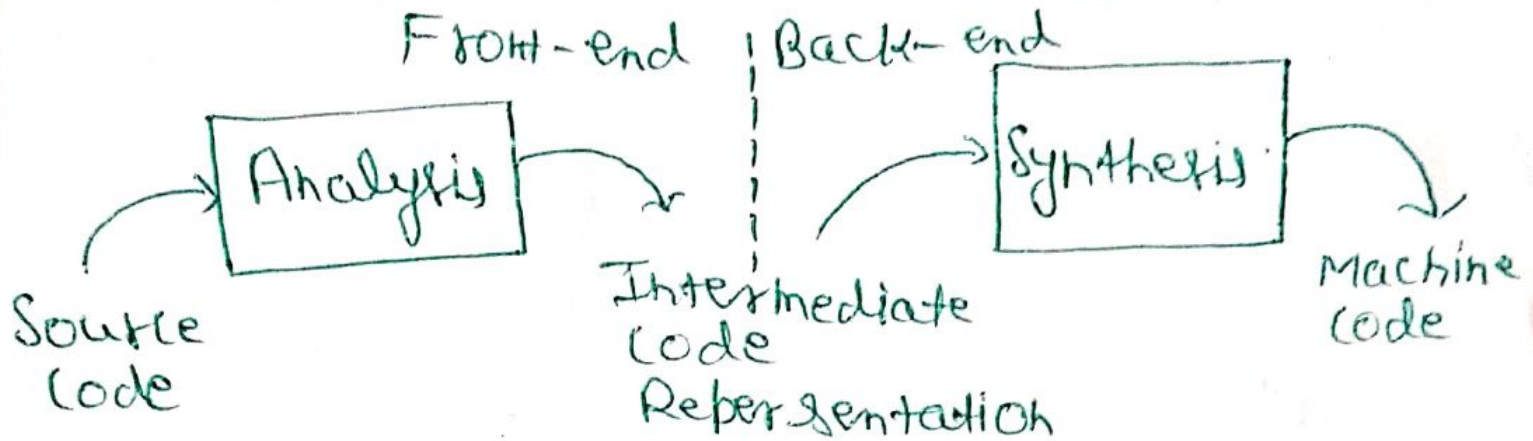 Front-end
Back-end
Analysis
Synthesis
Source
Code
Intermediate
Code
Repersentation
Machine
Code